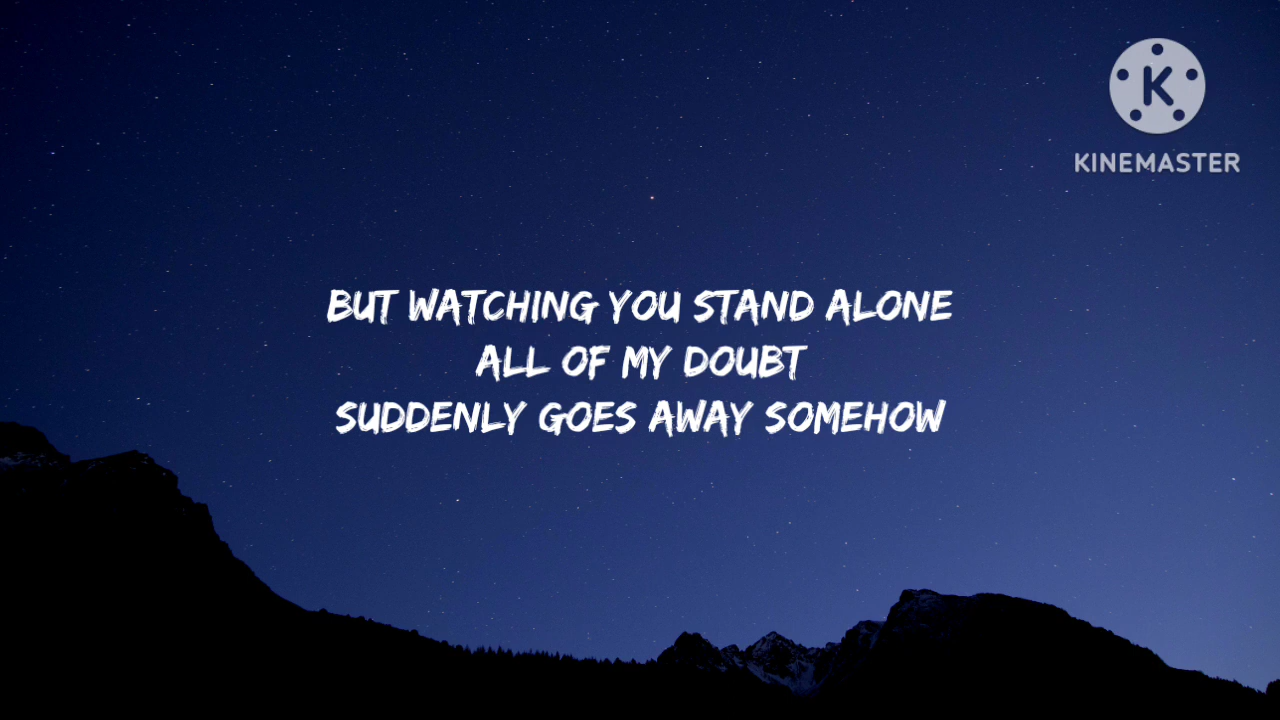 K
KINEMASTER
BUT WATCHING YOU STAND ALONE
ALL OF MY DOUBT
SUDDENLY GOES AWAY SOMEHOW